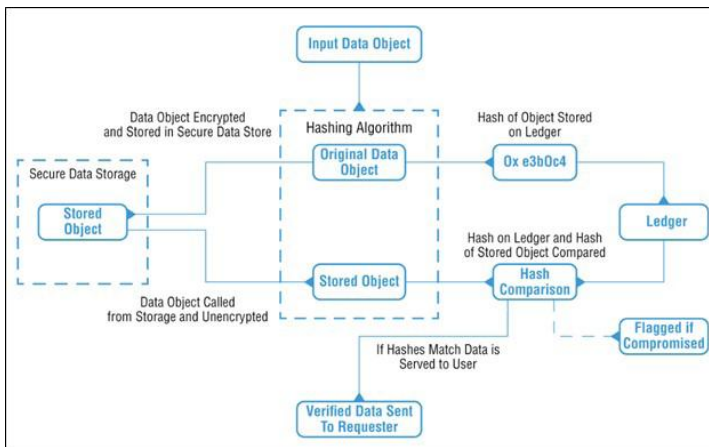 Input Data Object
Data Object Encrypted
and Stored in Secure Data Store
Hashing Algorithm
Hash of Object Stored
on Ledger
Original Data
Object
Ox e3bOc4
Secure Data Storage
Stored
Object
Ledger
Hash on Ledger and Hash
of Stored Object Compared
Stored Object
Hash
Comparison
Data Object Called
from Storage and Unencrypted
Flagged if
Compromised
If Hashes Match Data is
Served to User
Verified Data Sent
To Requester